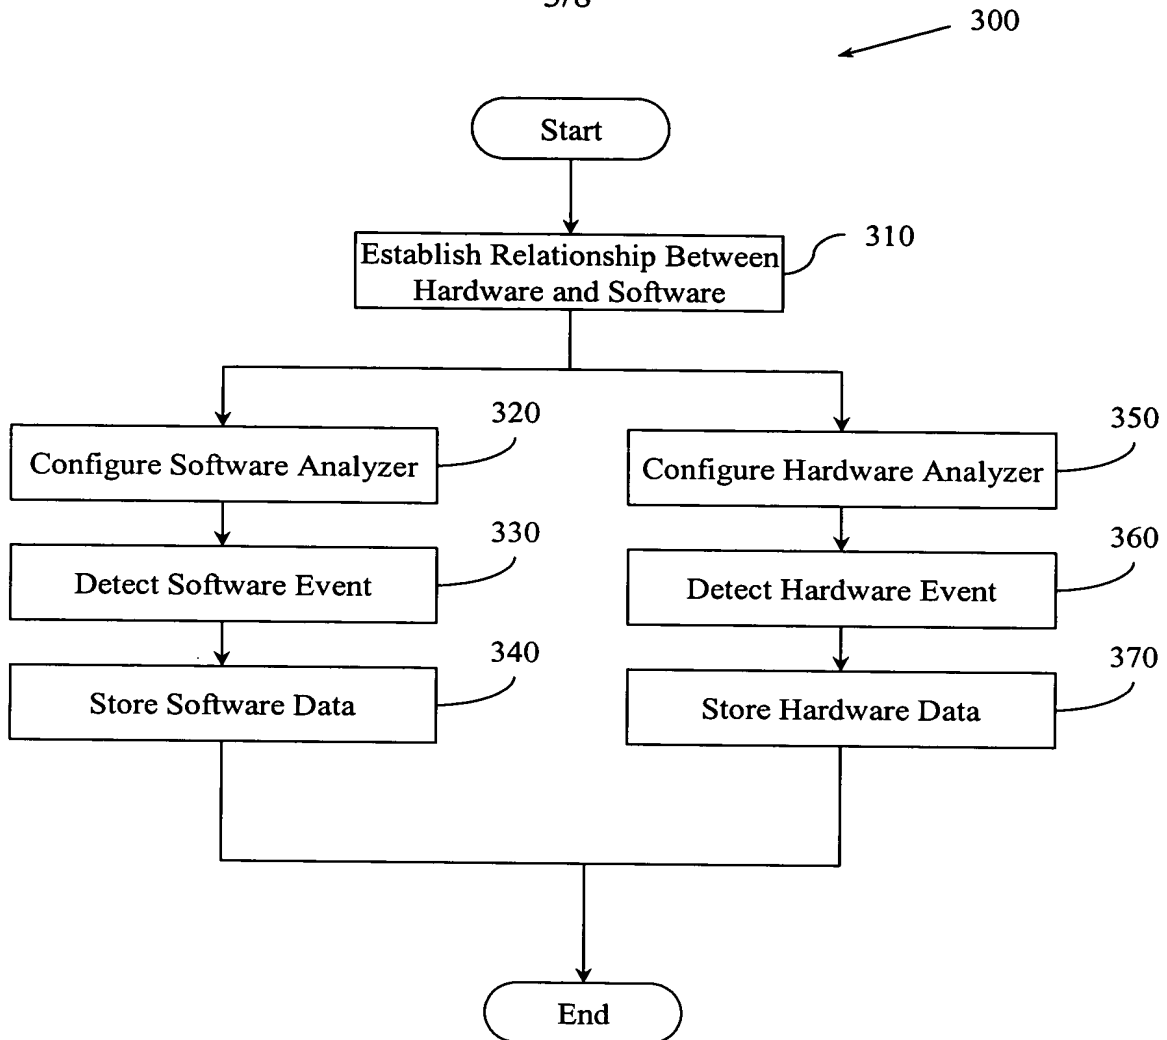 300
Start
310
Establish Relationship Between
Hardware and Software
320
350
Configure Software Analyzer
Configure Hardware Analyzer
330
360
Detect Software Event
Detect Hardware Event
340
370
Store Software Data
Store Hardware Data
End